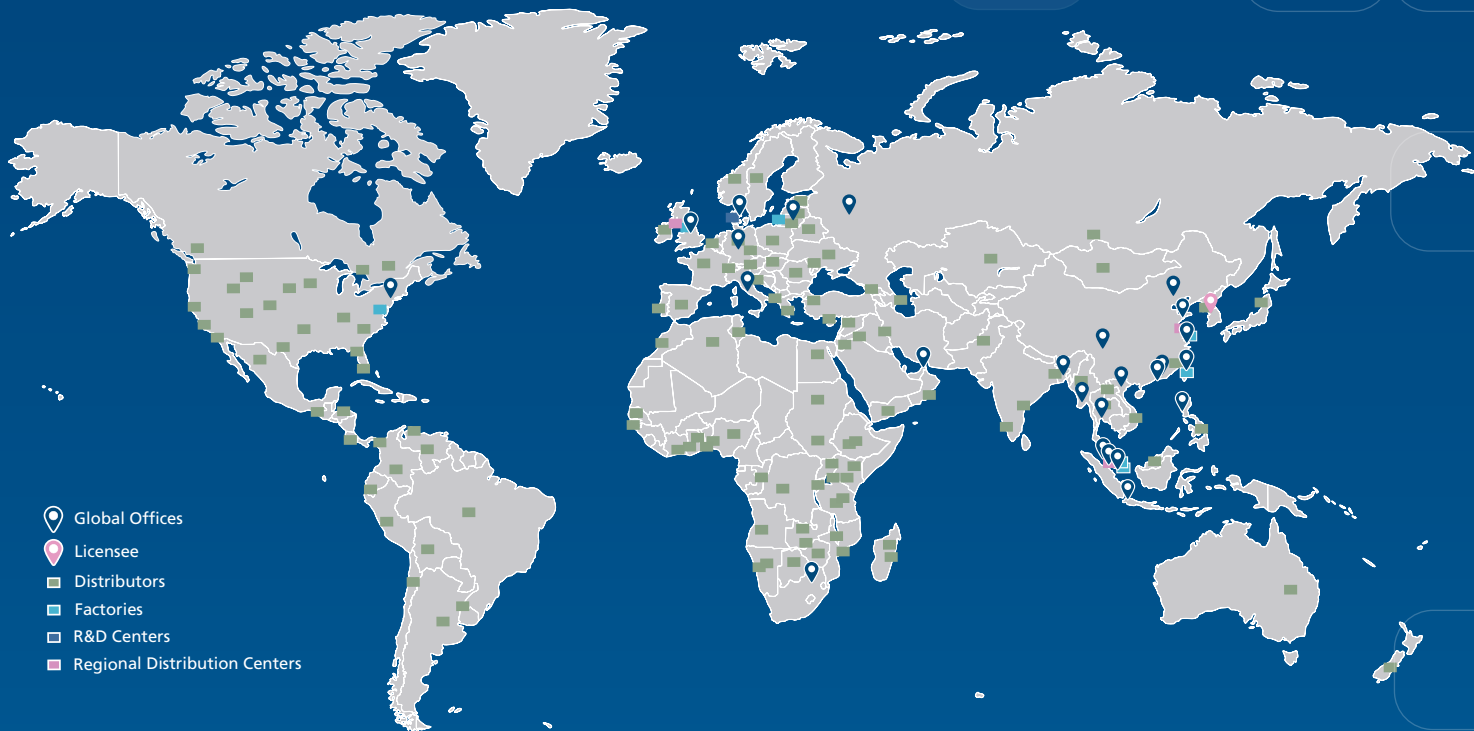 Global Offices
Licensee
Distributors
Factories
R&D Centers
Regional Distribution Centers